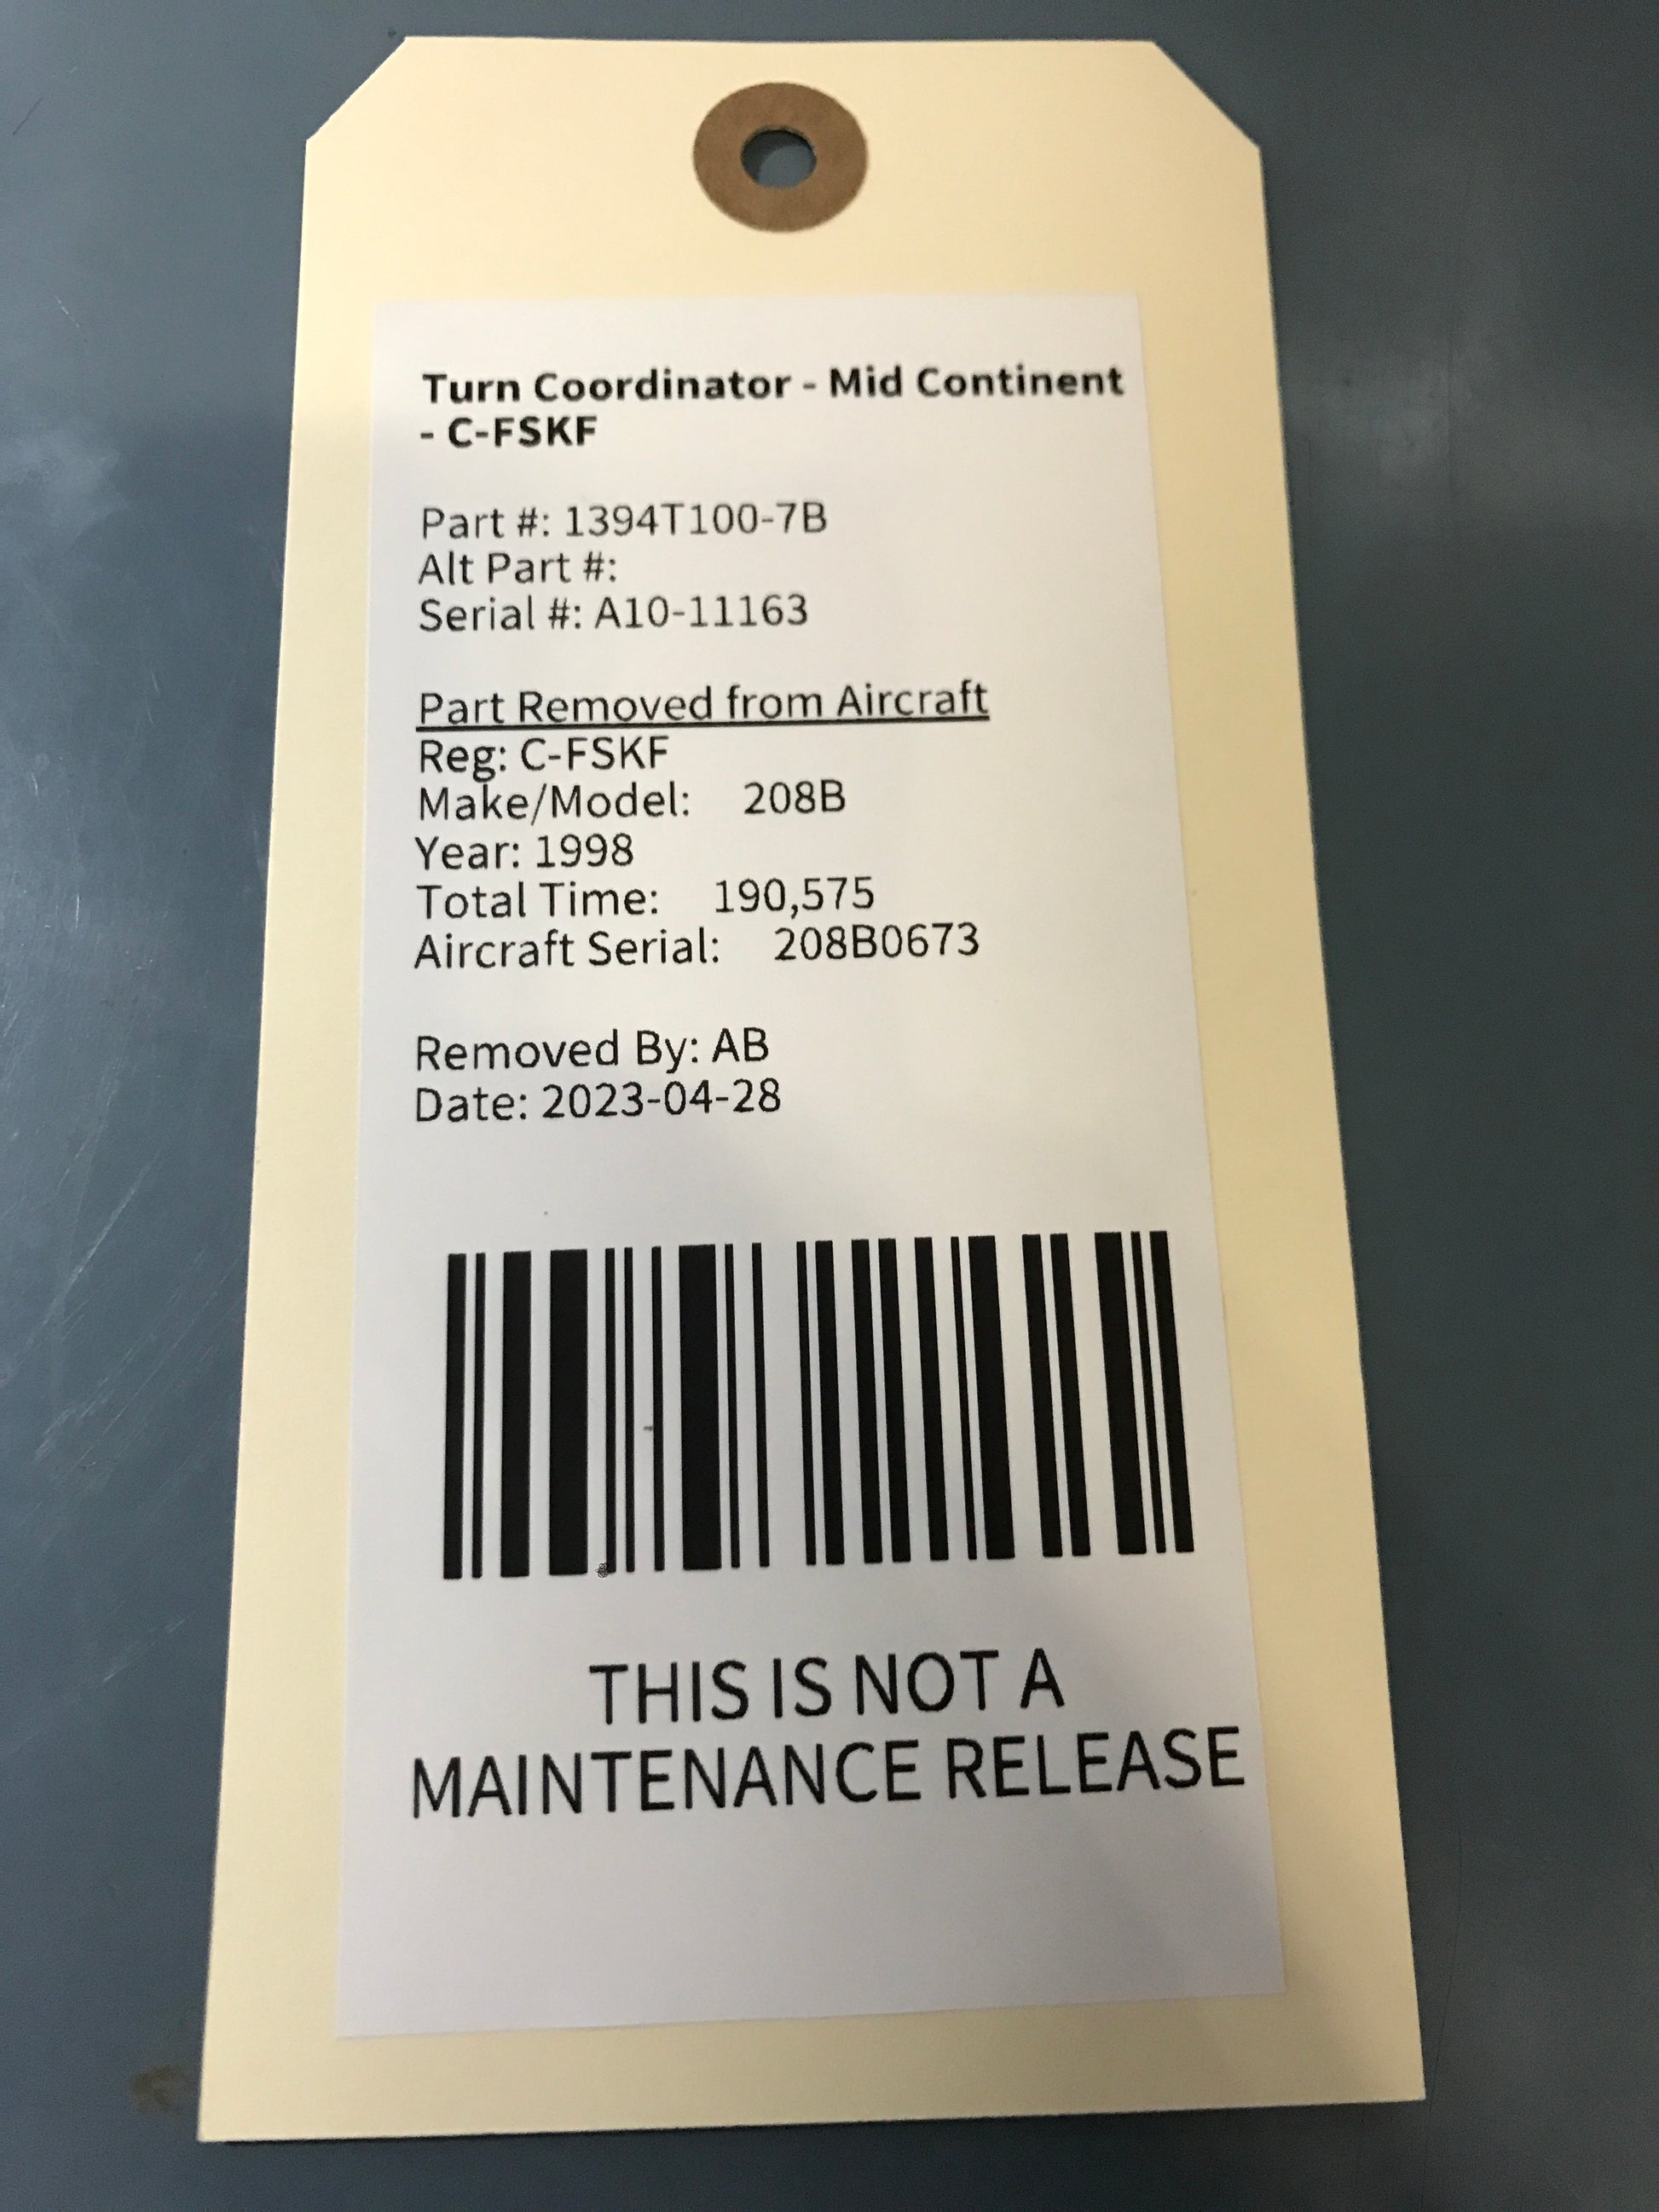 Turn Coordinator - Mid Continent
- C-FSKF
Part #: 1394T100-7B
Alt Part #:
Serial #: A10-11163
Part Removed from Aircraft
Reg: C-FSKF
Make/Model: 208B
Year: 1998
Total Time: 190,575
Aircraft Serial: 208B0673
Removed By: AB
Date: 2023-04-28
THIS IS NOT A
MAINTENANCE RELEASE